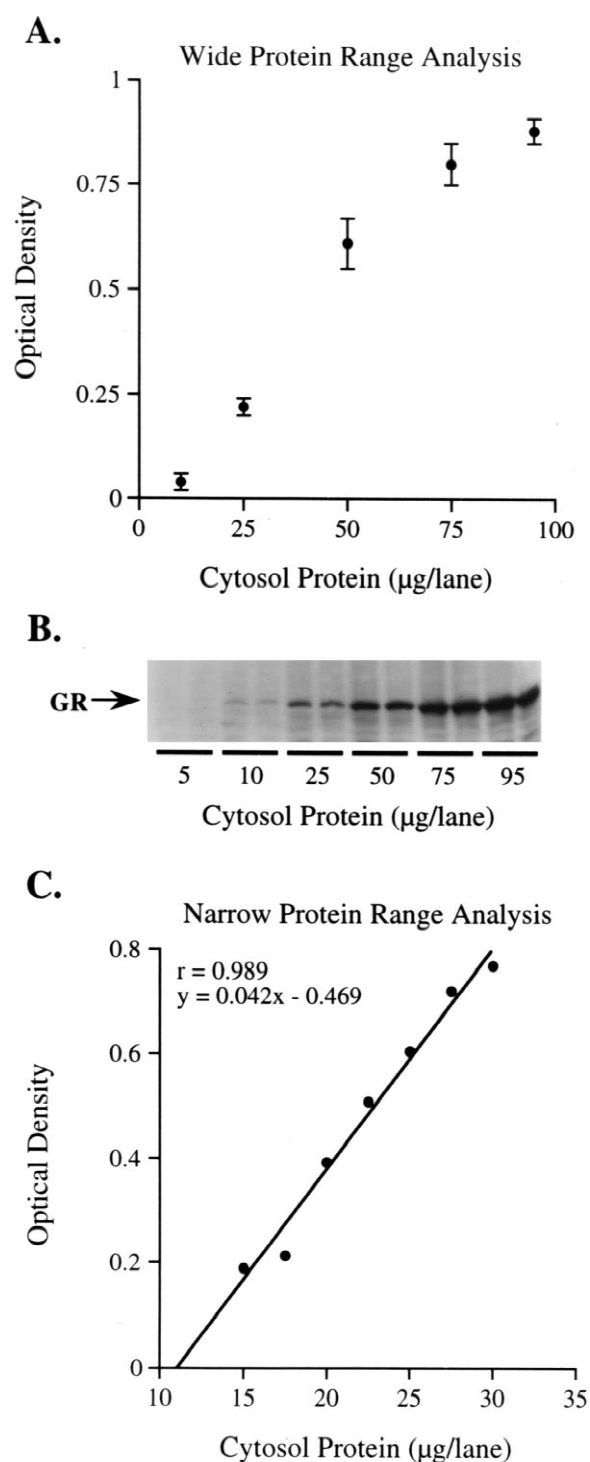 A.
Wide Protein Range Analysis
1
0.75
0.5
0.25
0
Optical Density
0 25 50 75 100
Cytosol Protein (µg/lane)
B.
GR
5 10 25 50 75 95
Cytosol Protein (µg/lane)
C.
Narrow Protein Range Analysis
r = 0.989
y = 0.042x - 0.469
0.8
0.6
0.4
0.2
0
Optical Density
10 15 20 25 30 35
Cytosol Protein (µg/lane)